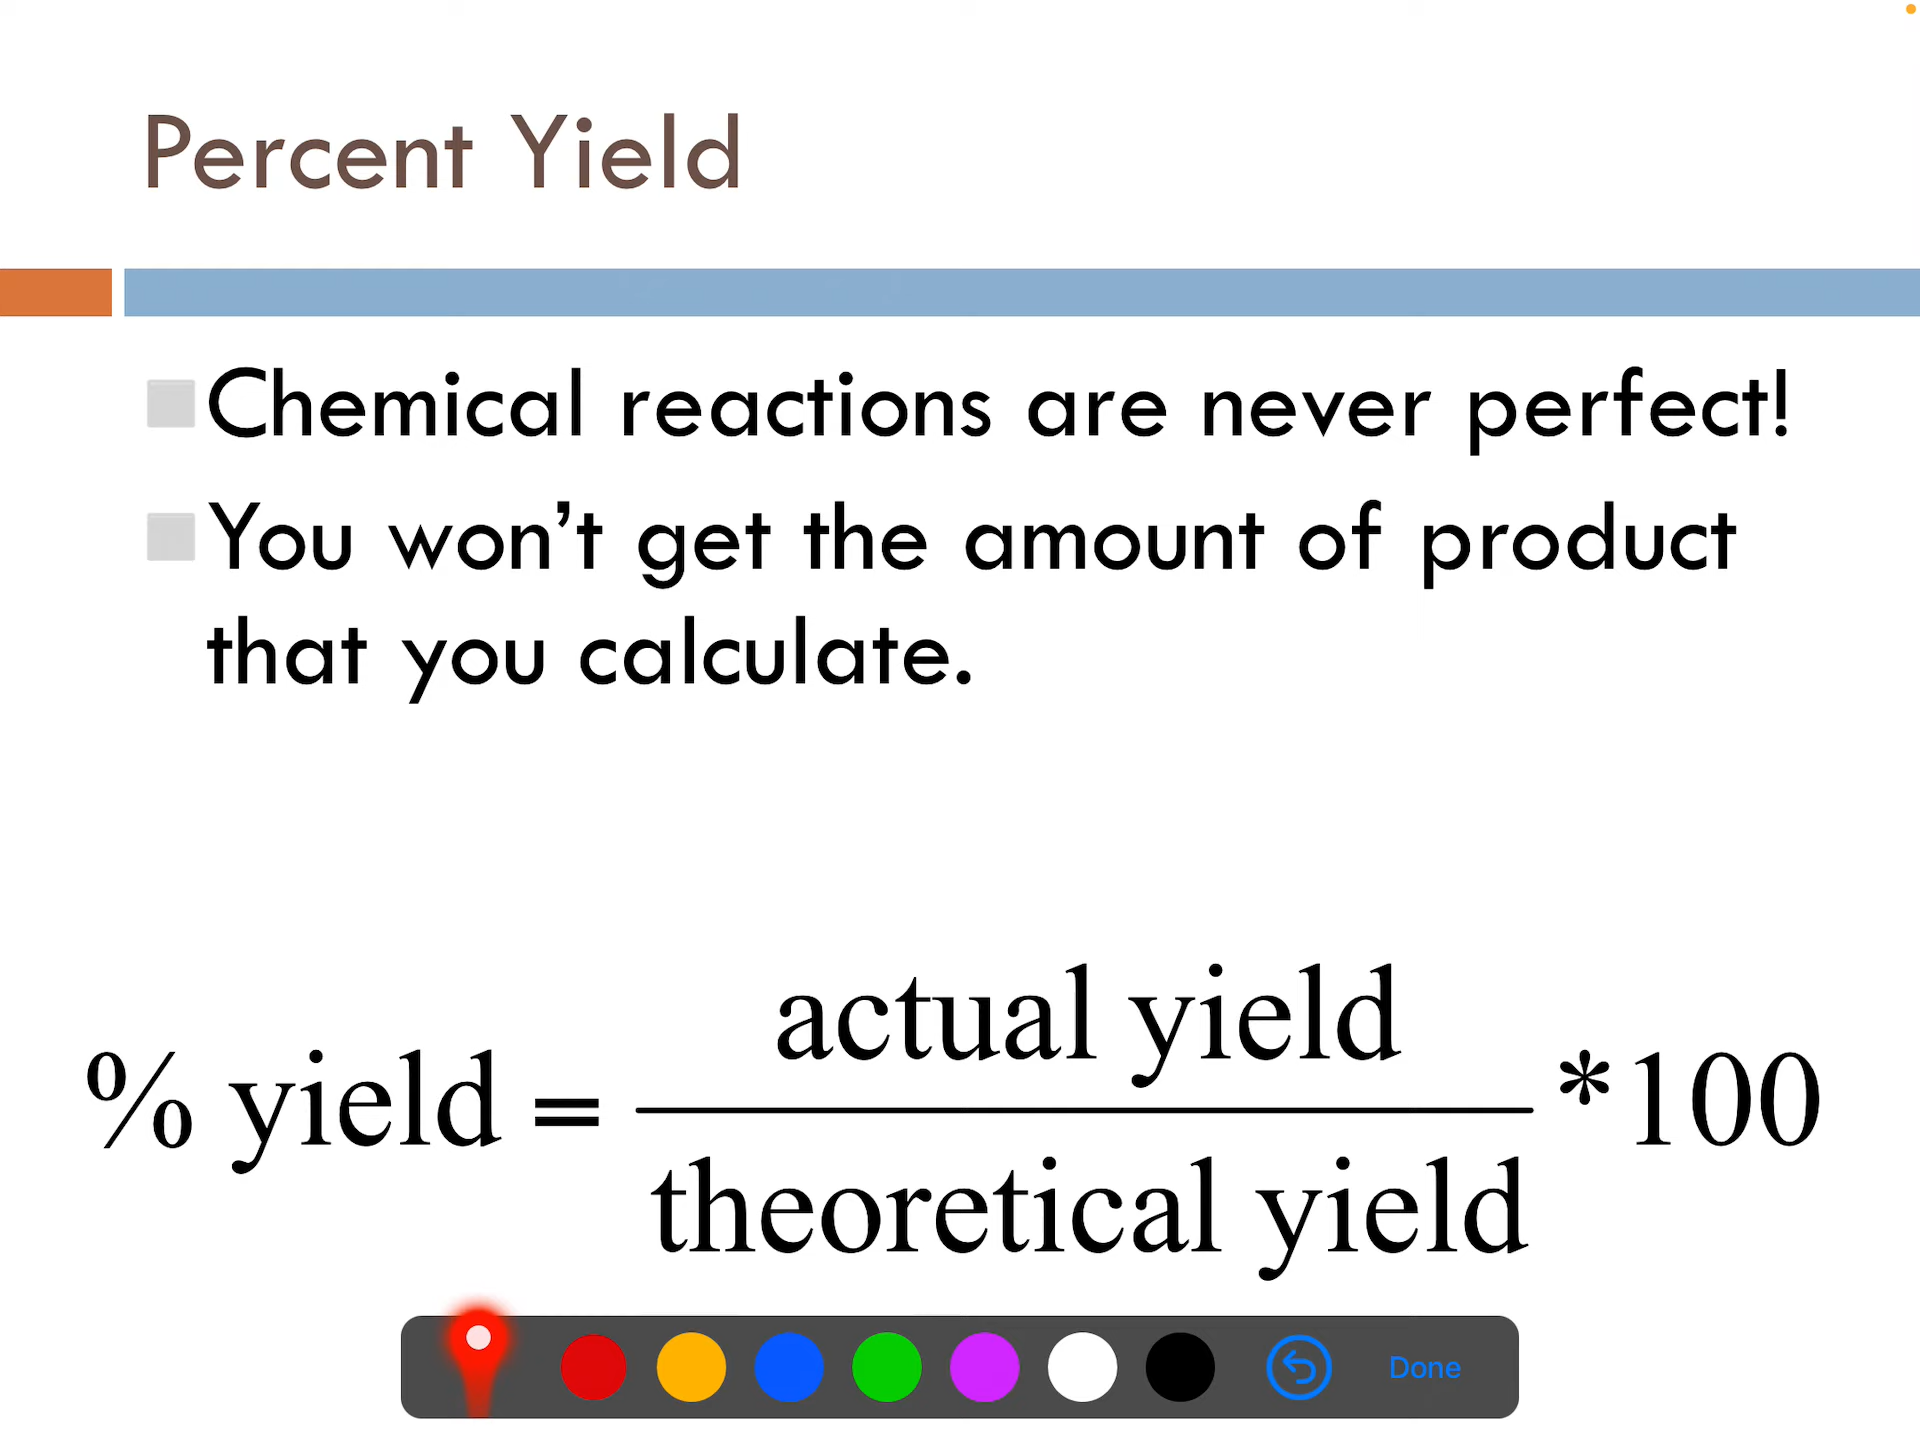 Percent Yield
Chemical reactions are never perfect!
You won’t get the amount of product
that you calculate.
actual yield
% yield = *100
theoretical yield
Done